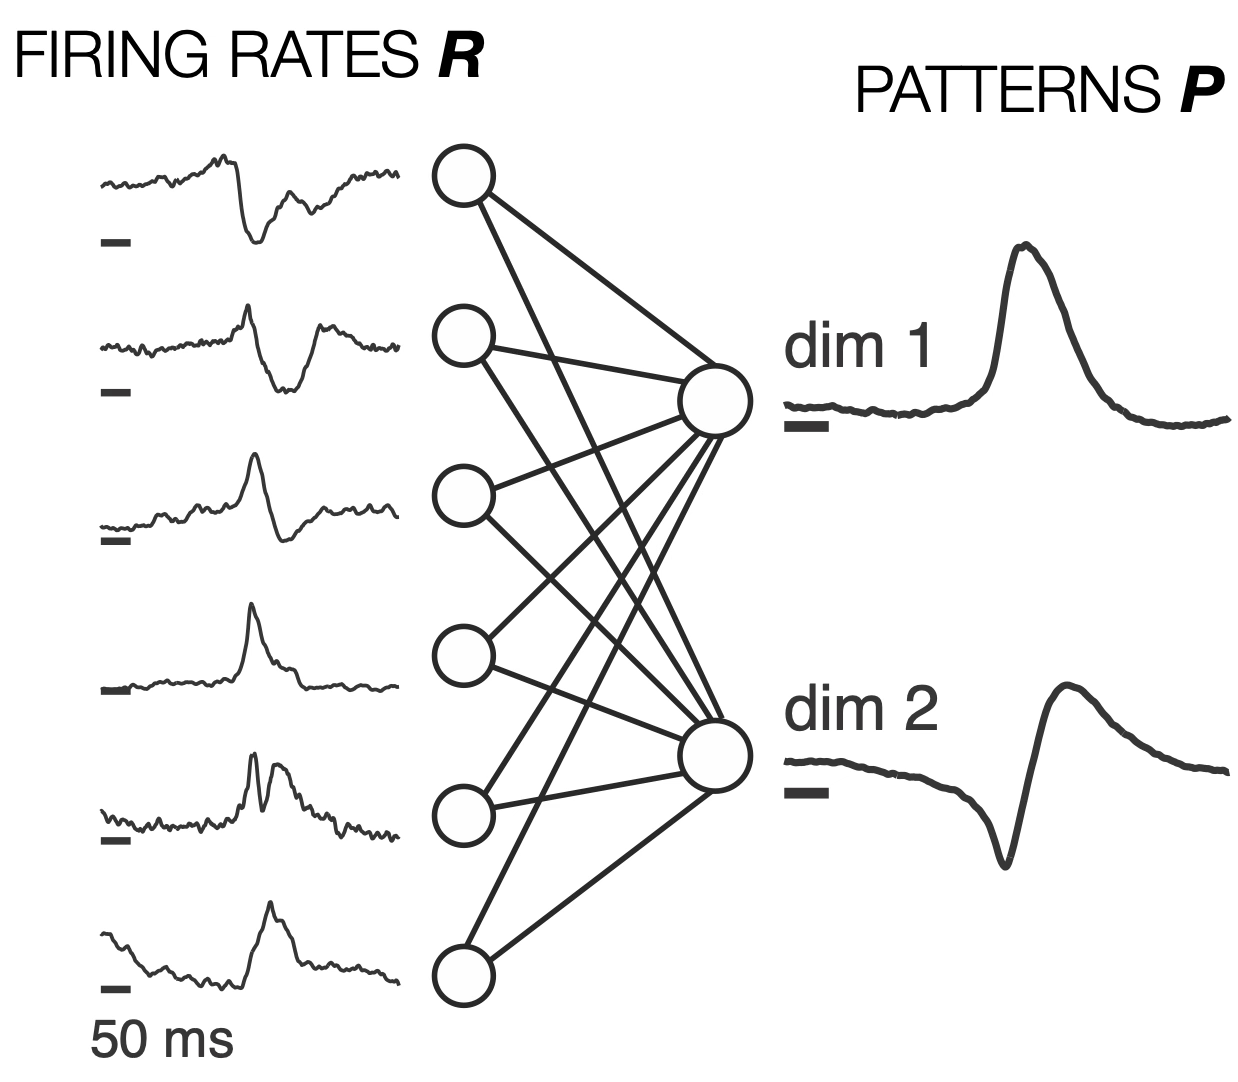 FIRING RATES R
PATTERNS P
dim 1
dim 2
50 ms